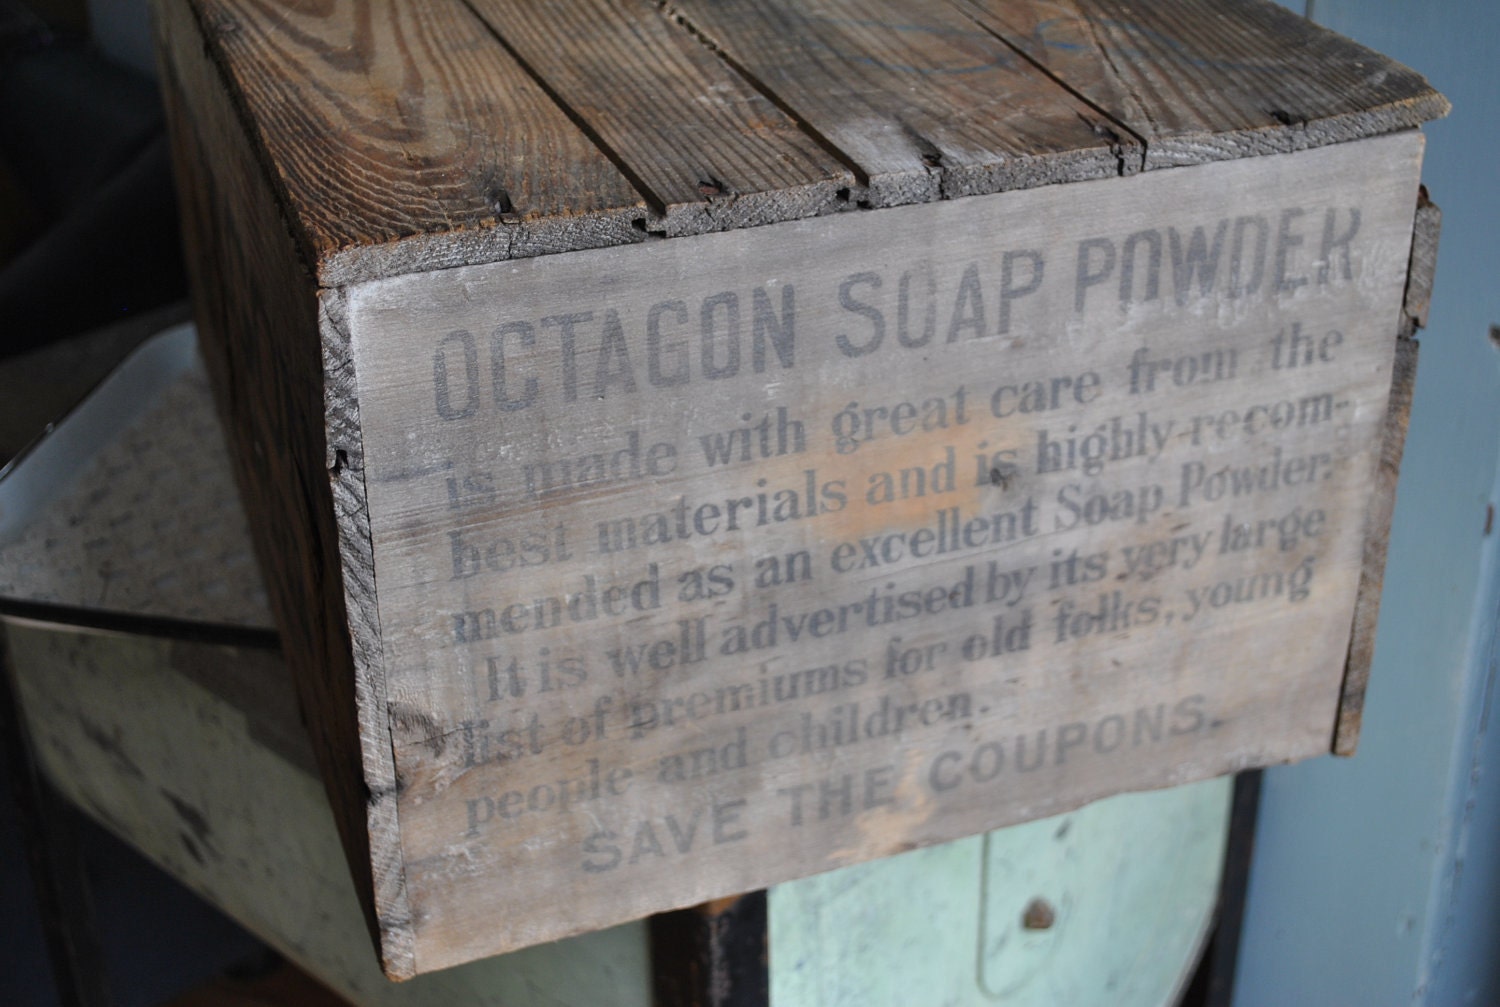 OCTAGON SOAP POWDER
is made with great care from the
best materials and is highly recom-
mended as an excellent Soap Powder.
It is well advertised by its very large
list of premiums for old folks, young
people and children.
SAVE THE COUPONS.